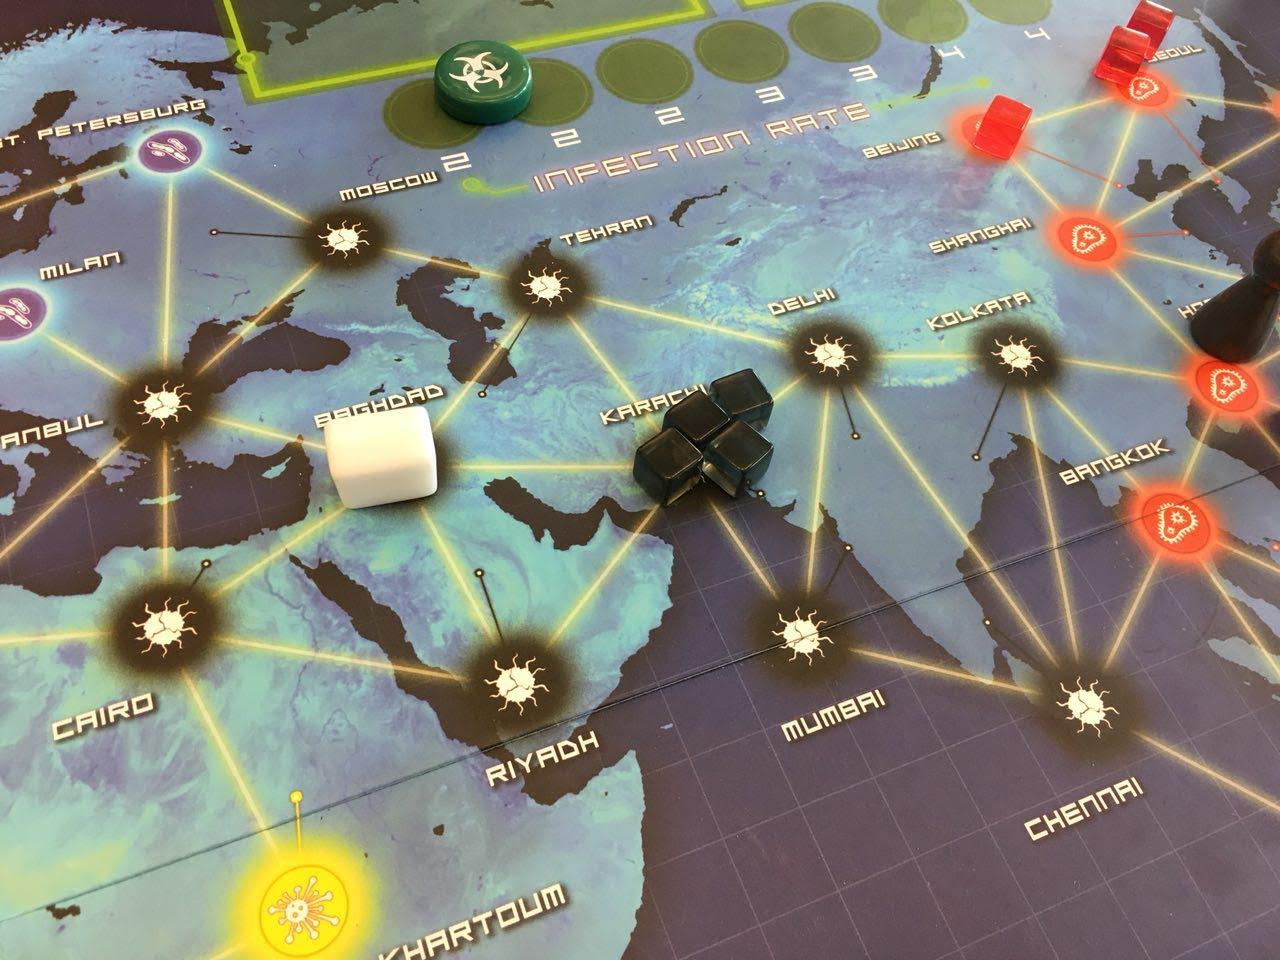 ST. PETERSBURG
MOSCOW
2 2 2 3 3 4 4
INFECTION RATE
SEOUL
BEIJING
MILAN
TEHRAN
SHANGHAI
DELHI
KOLKATA
BAGHDAD
KARACHI
ANBUL
BANGKOK
CAIRO
RIYADH
MUMBAI
CHENNAI
KHARTOUM